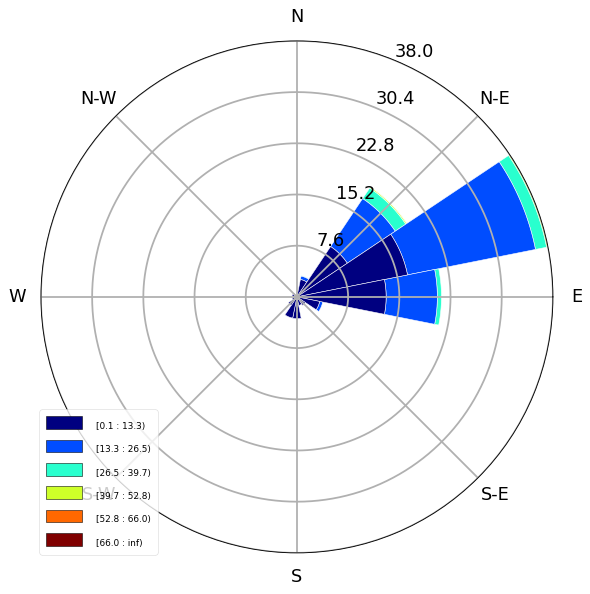 N
38.0
N-W
30.4
N-E
22.8
15.2
7.6
W
E
[0.1 : 13.3)
[13.3 : 26.5)
[26.5 : 39.7)
S-W
S-E
[39.7 : 52.8)
[52.8 : 66.0)
[66.0 : inf)
S